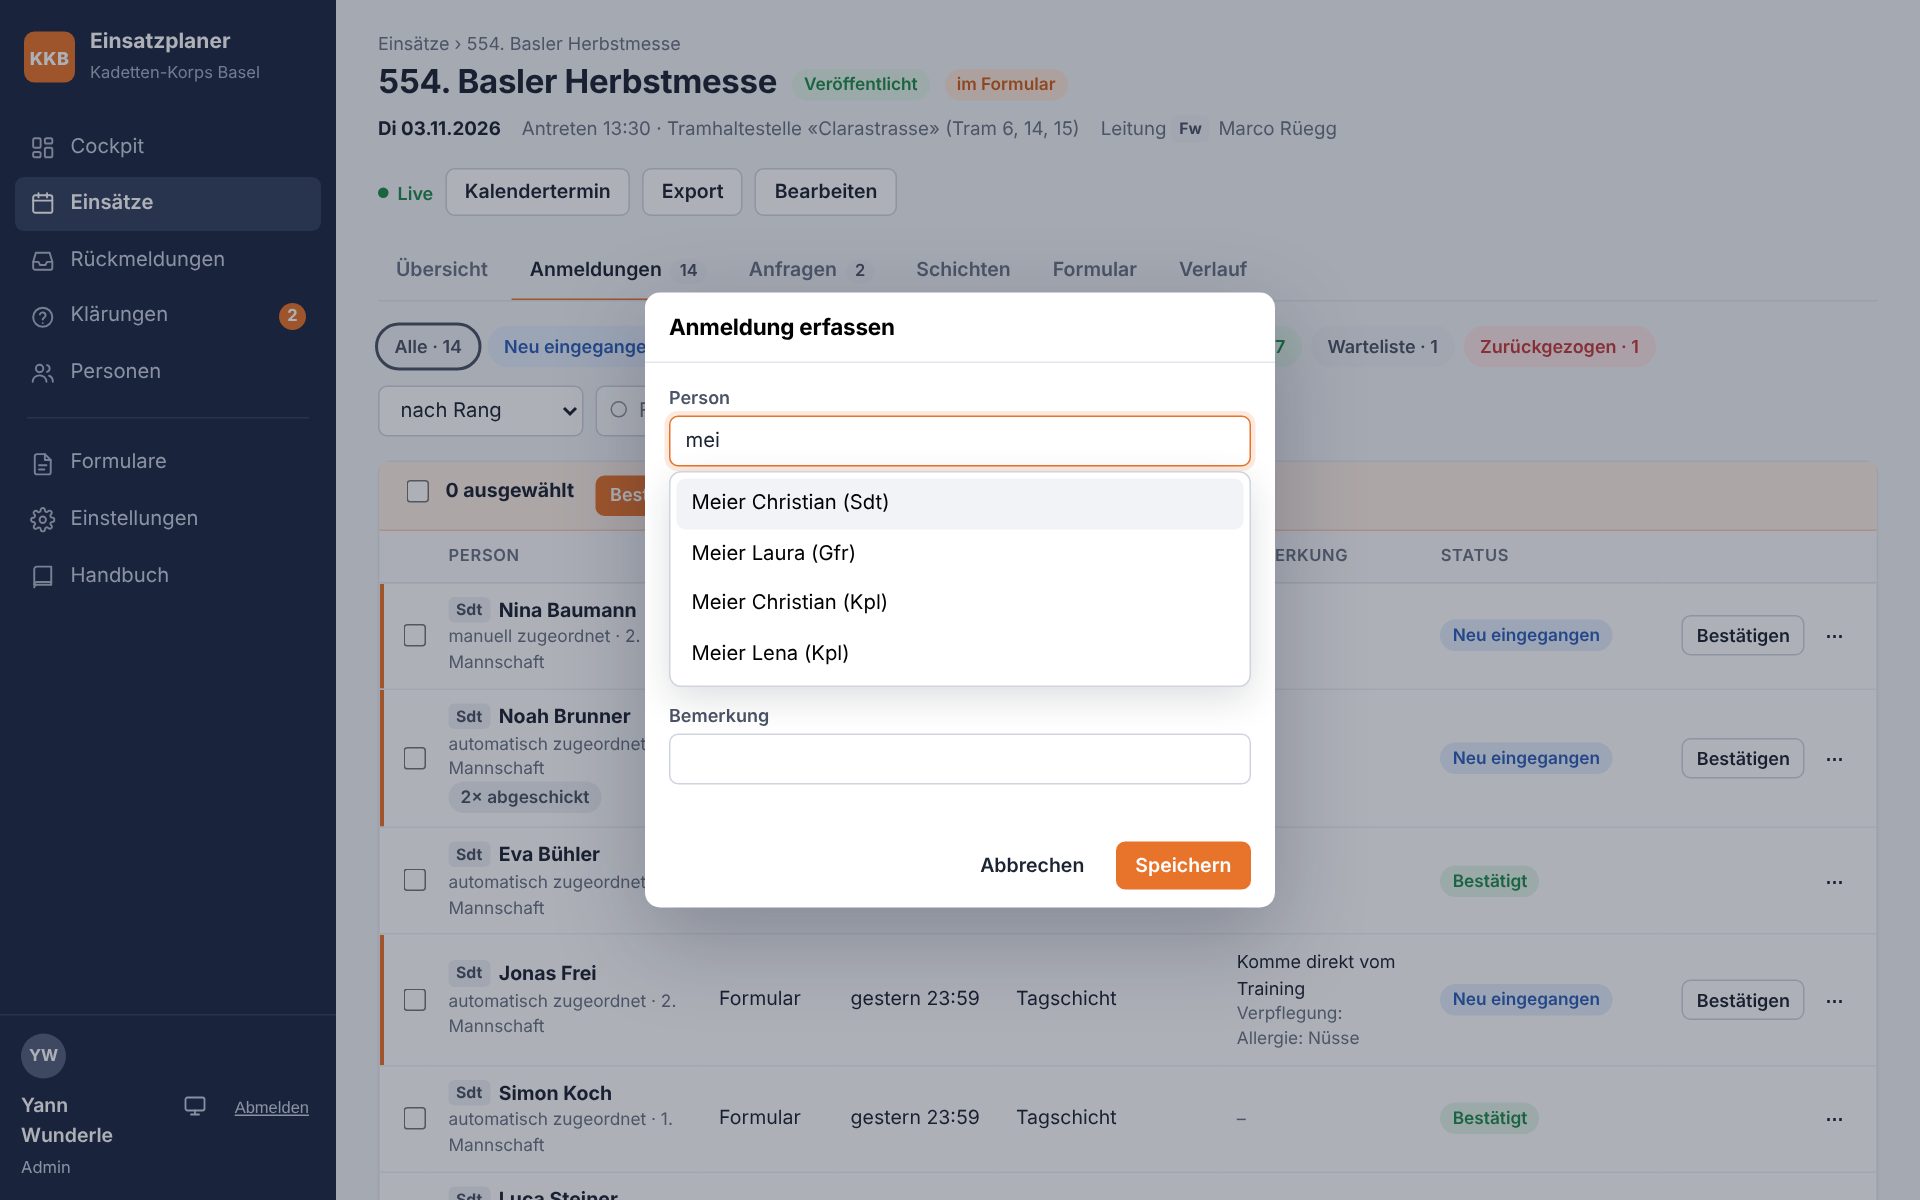 KKB
Einsatzplaner
Kadetten-Korps Basel
Cockpit
Einsätze
Rückmeldungen
Klärungen 2
Personen
Formulare
Einstellungen
Handbuch
YW
Yann
Wunderle
Abmelden
Admin
Einsätze › 554. Basler Herbstmesse
554. Basler Herbstmesse Veröffentlicht im Formular
Di 03.11.2026 Antreten 13:30 · Tramhaltestelle «Clarastrasse» (Tram 6, 14, 15) Leitung Fw Marco Rüegg
Live Kalendertermin Export Bearbeiten
Übersicht Anmeldungen 14 Anfragen 2 Schichten Formular Verlauf
Alle · 14 Neu eingegange 7 Warteliste · 1 Zurückgezogen · 1
nach Rang
0 ausgewählt Best
PERSON ERKUNG STATUS
Sdt Nina Baumann
manuell zugeordnet · 2.
Mannschaft
Neu eingegangen Bestätigen ...
Sdt Noah Brunner
automatisch zugeordnet
Mannschaft
2× abgeschickt
Neu eingegangen Bestätigen ...
Sdt Eva Bühler
automatisch zugeordnet
Mannschaft
Bestätigt ...
Sdt Jonas Frei
automatisch zugeordnet · 2.
Mannschaft
Formular gestern 23:59 Tagschicht
Komme direkt vom
Training
Verpflegung:
Allergie: Nüsse
Neu eingegangen Bestätigen ...
Sdt Simon Koch
automatisch zugeordnet · 1.
Mannschaft
Formular gestern 23:59 Tagschicht – Bestätigt ...
Sdt Luca Steiner
Anmeldung erfassen
Person
mei
Meier Christian (Sdt)
Meier Laura (Gfr)
Meier Christian (Kpl)
Meier Lena (Kpl)
Bemerkung
Abbrechen Speichern